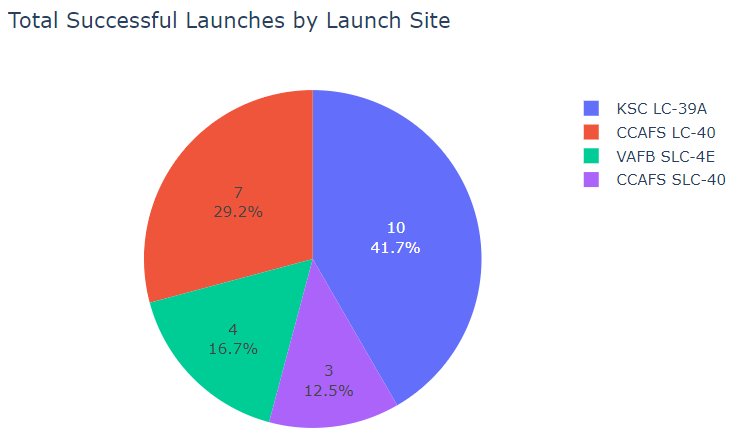 Total Successful Launches by Launch Site
KSC LC-39A
CCAFS LC-40
VAFB SLC-4E
CCAFS SLC-40
7
29.2%
10
41.7%
4
16.7%
3
12.5%